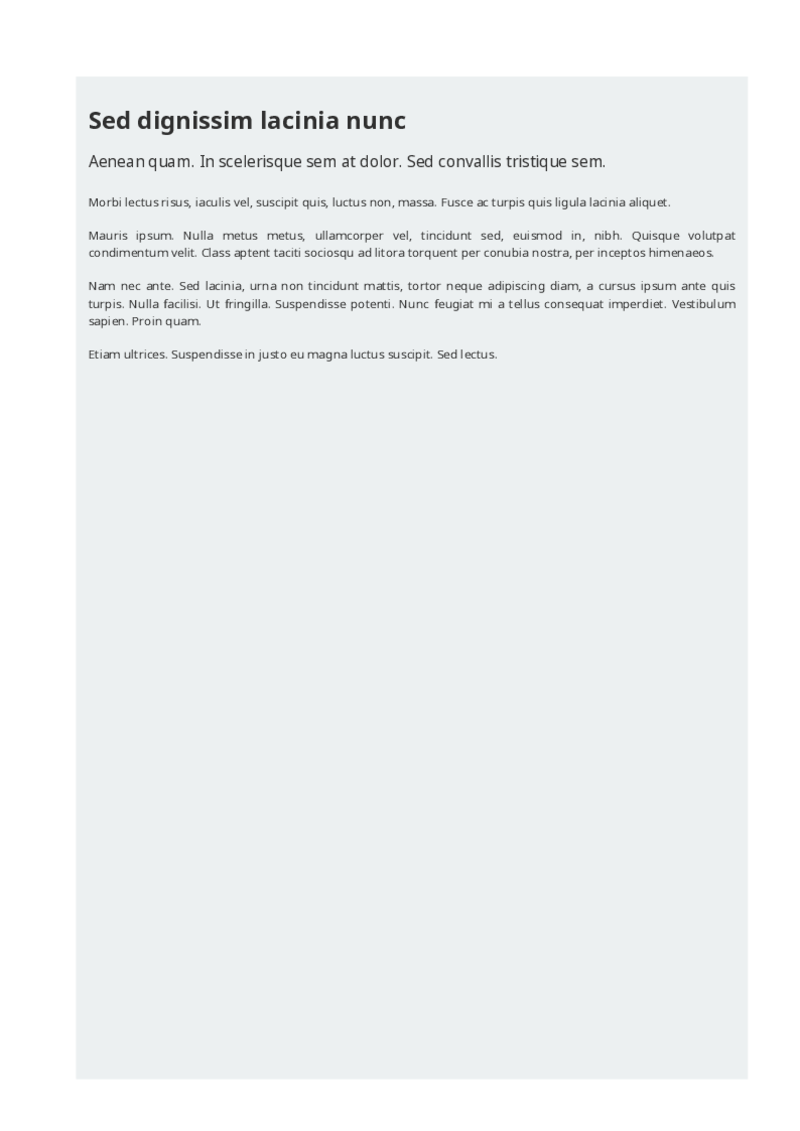 Sed dignissim lacinia nunc
Aenean quam. In scelerisque sem at dolor. Sed convallis tristique sem.
Morbi lectus risus, iaculis vel, suscipit quis, luctus non, massa. Fusce ac turpis quis ligula lacinia aliquet.
Mauris ipsum. Nulla metus metus, ullamcorper vel, tincidunt sed, euismod in, nibh. Quisque volutpat
condimentum velit. Class aptent taciti sociosqu ad litora torquent per conubia nostra, per inceptos himenaeos.
Nam nec ante. Sed lacinia, urna non tincidunt mattis, tortor neque adipiscing diam, a cursus ipsum ante quis
turpis. Nulla facilisi. Ut fringilla. Suspendisse potenti. Nunc feugiat mi a tellus consequat imperdiet. Vestibulum
sapien. Proin quam.
Etiam ultrices. Suspendisse in justo eu magna luctus suscipit. Sed lectus.